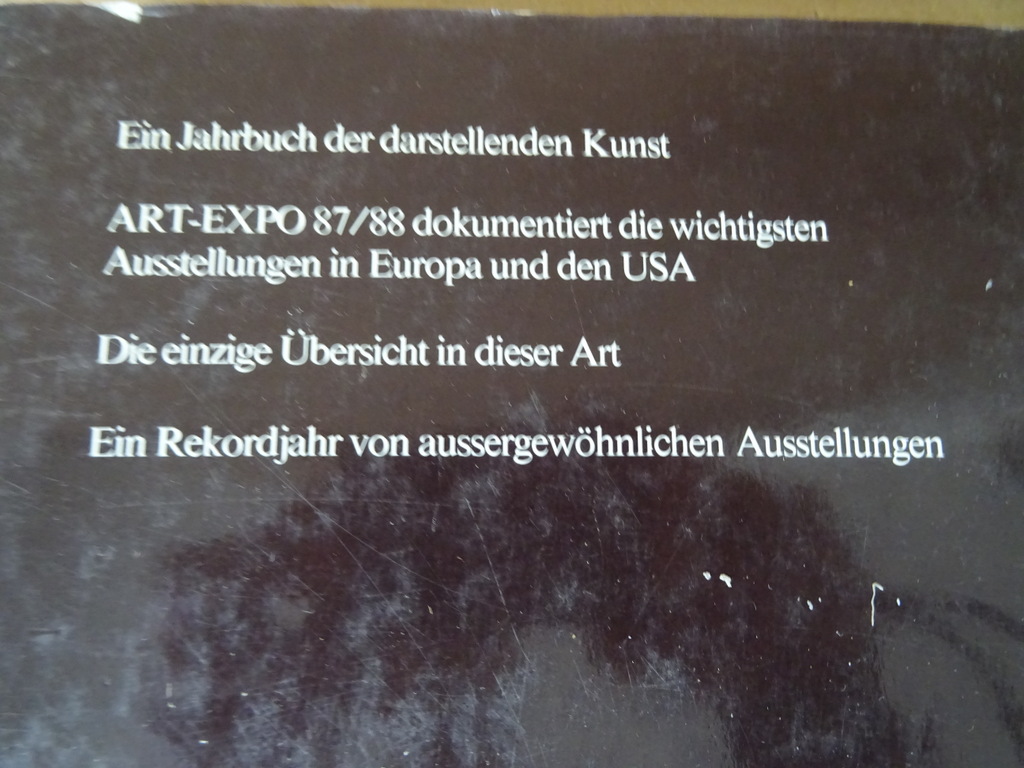 Ein Jahrbuch der darstellenden Kunst
ART-EXPO 87/88 dokumentiert die wichtigsten
Ausstellungen in Europa und den USA
Die einzige Übersicht in dieser Art
Ein Rekordjahr von aussergewöhnlichen Ausstellungen